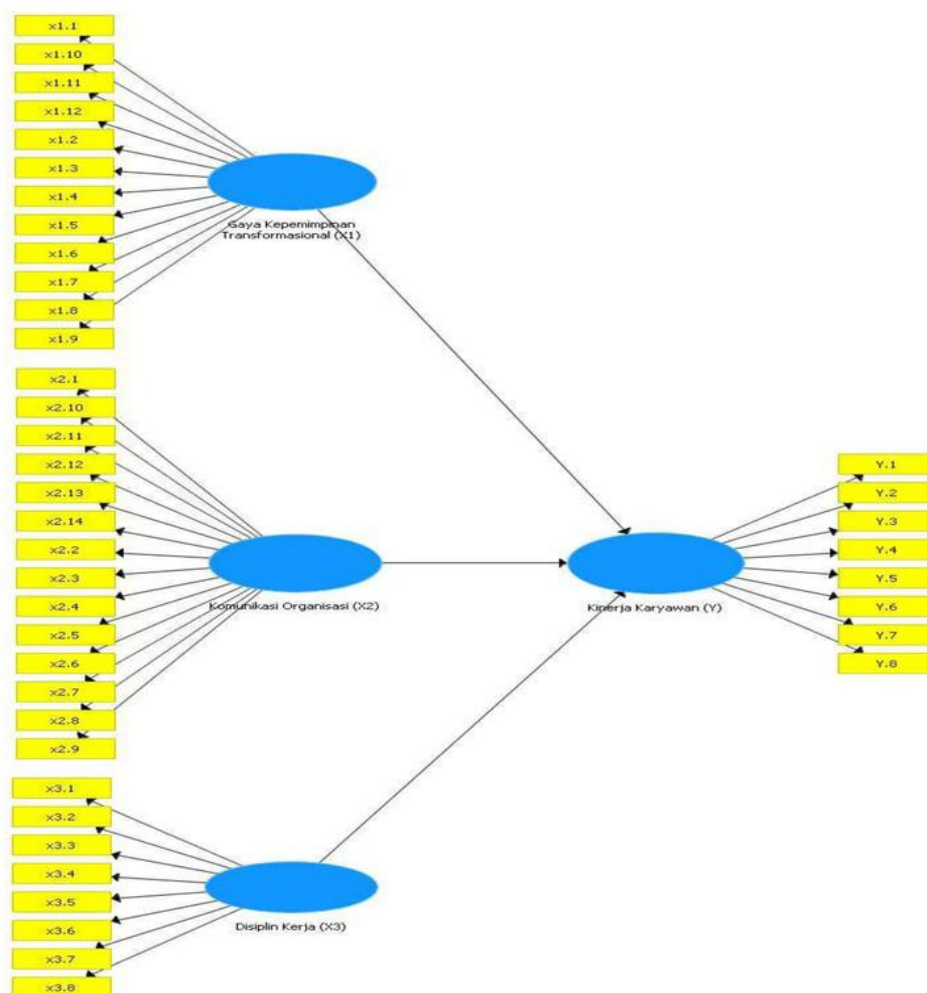 x1.1
x1.10
x1.11
x1.12
x1.2
x1.3
x1.4
x1.5
x1.6
x1.7
x1.8
x1.9
Gaya Kepemimpinan
Transformasional (X1)
x2.1
x2.10
x2.11
x2.12
x2.13
x2.14
x2.2
x2.3
x2.4
x2.5
x2.6
x2.7
x2.8
x2.9
Komunikasi Organisasi (X2)
Kinerja Karyawan (Y)
Y.1
Y.2
Y.3
Y.4
Y.5
Y.6
Y.7
Y.8
x3.1
x3.2
x3.3
x3.4
x3.5
x3.6
x3.7
x3.8
Disiplin Kerja (X3)